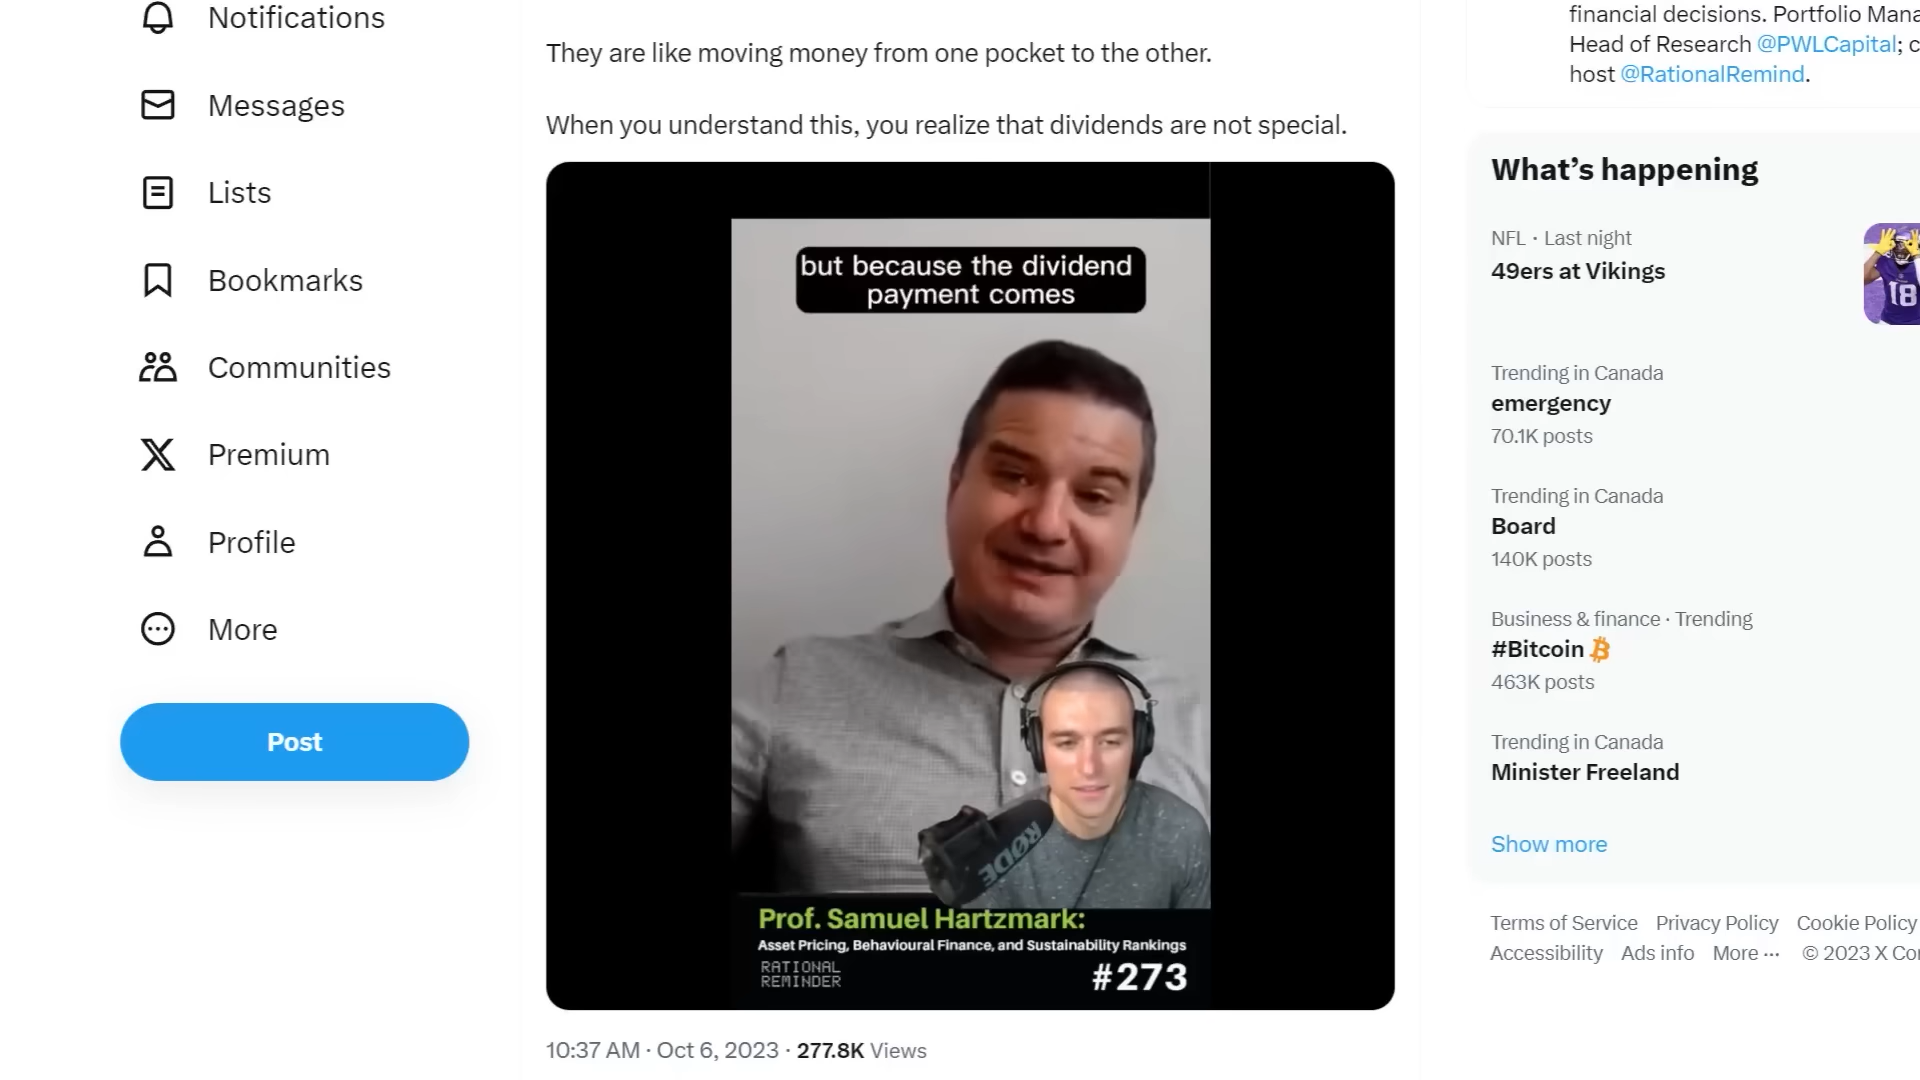 Notifications
Messages
Lists
Bookmarks
Communities
Premium
Profile
More
Post
They are like moving money from one pocket to the other.
When you understand this, you realize that dividends are not special.
but because the dividend
payment comes
RØDE
Prof. Samuel Hartzmark:
Asset Pricing, Behavioural Finance, and Sustainability Rankings
RATIONAL
REMINDER
#273
10:37 AM · Oct 6, 2023 · 277.8K Views
financial decisions. Portfolio
Head of Research @PWLCapital;
host @RationalRemind.
What's happening
NFL · Last night
49ers at Vikings
18
Trending in Canada
emergency
70.1K posts
Trending in Canada
Board
140K posts
Business & finance · Trending
#Bitcoin
463K posts
Trending in Canada
Minister Freeland
Show more
Terms of Service Privacy Policy Cookie Policy
Accessibility Ads info More ··· © 2023 X